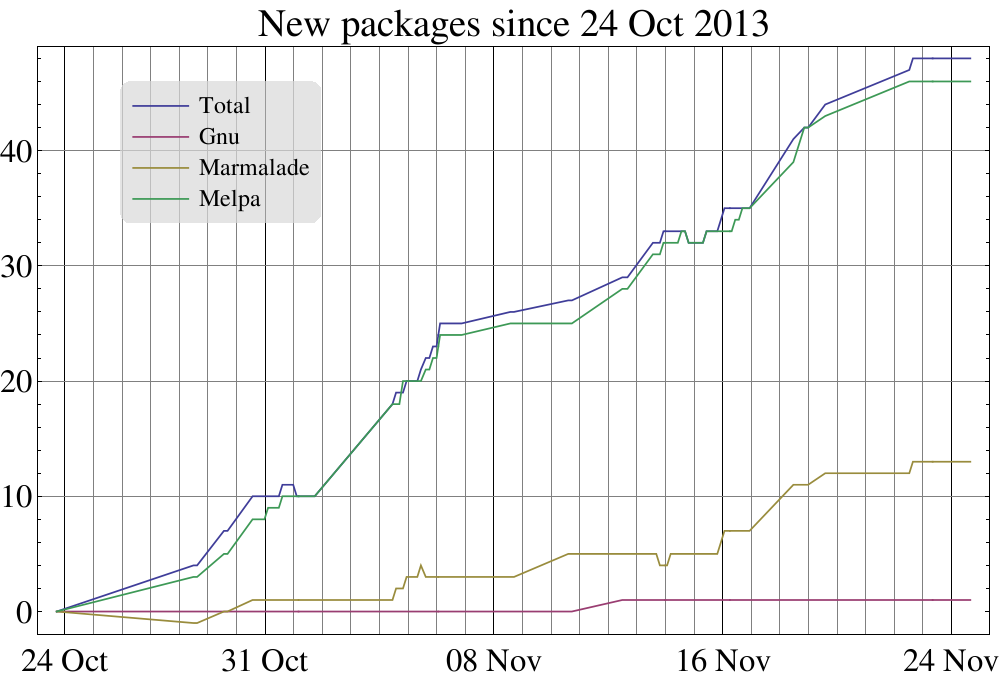 New packages since 24 Oct 2013
Total
Gnu
Marmalade
Melpa
40
30
20
10
0
24 Oct 31 Oct 08 Nov 16 Nov 24 Nov